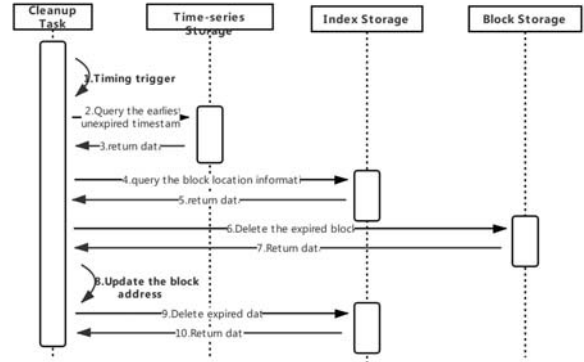 Cleanup
Task
Time-series
Storage
Index Storage
Block Storage
1.Timing trigger
2.Query the earliest
unexpired timestam
3.return data
4.query the block location informati
5.return dat
6.Delete the expired block
7.Return dat
8.Update the block
address
9.Delete expired dat
10.Return dat